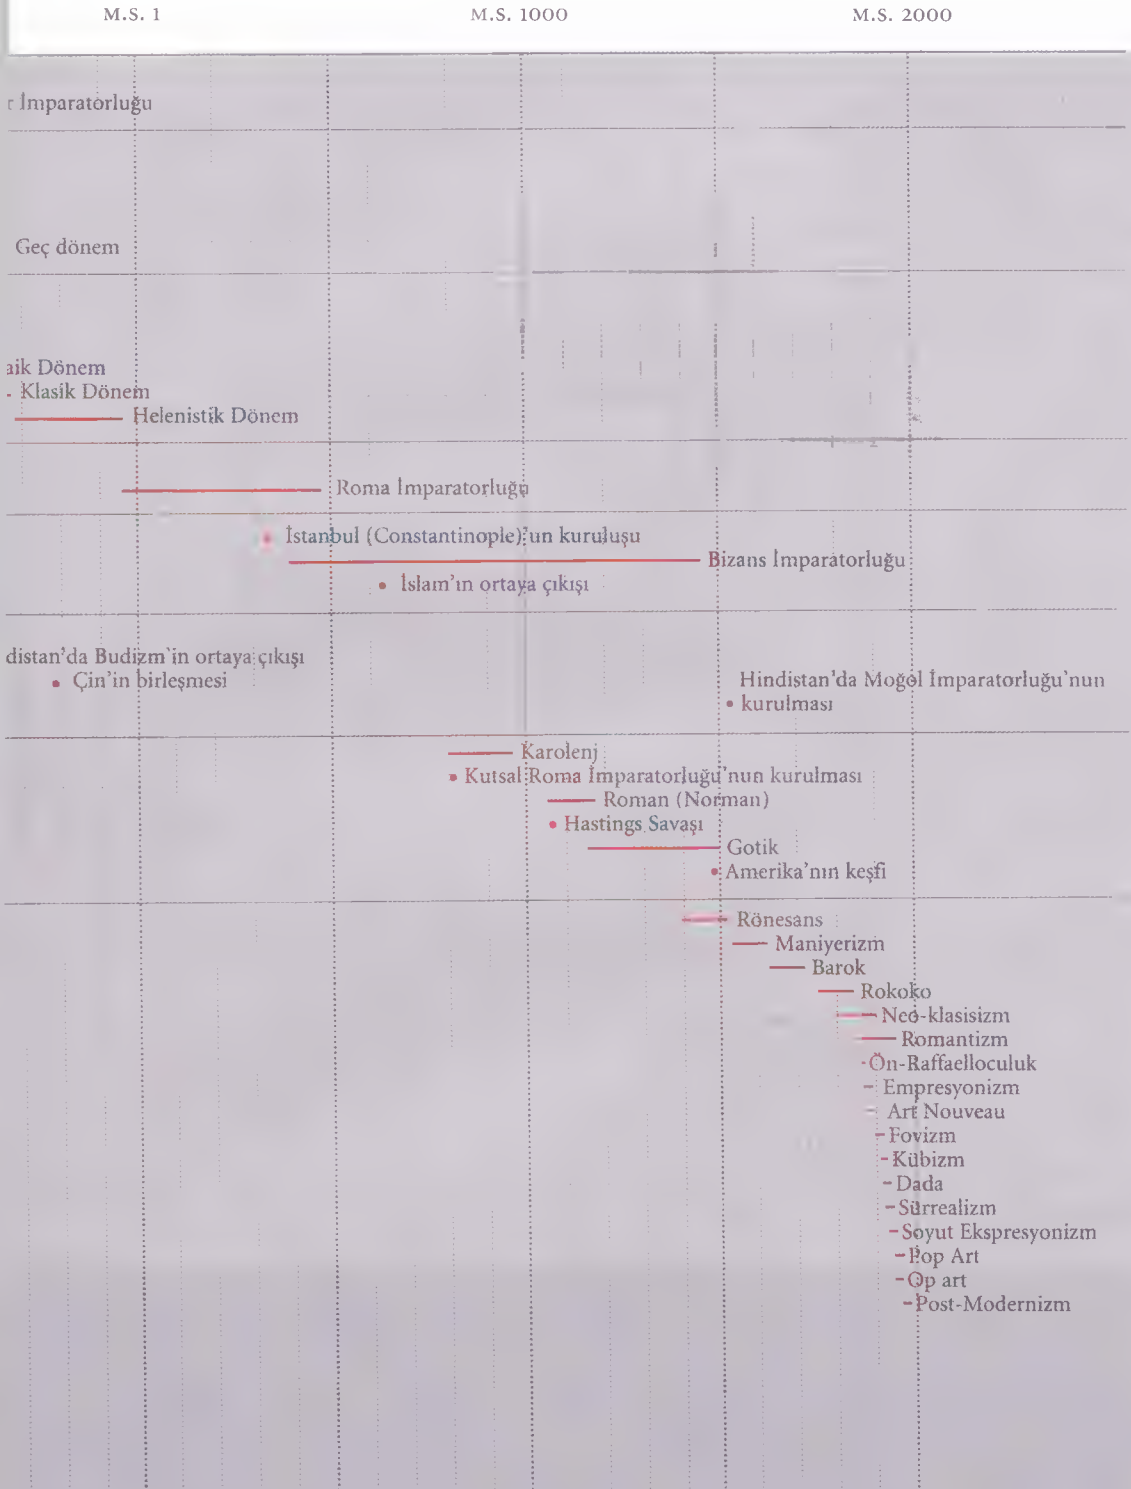 M.S. 1 M.S. 1000 M.S. 2000
r İmparatorluğu
Geç dönem
aik Dönem
Klasik Dönem
Helenistik Dönem
Roma İmparatorluğu
İstanbul (Constantinople)'un kuruluşu
Bizans İmparatorluğu
İslam'ın ortaya çıkışı
distan'da Budizm'in ortaya çıkışı
Çin'in birleşmesi
Hindistan'da Moğol İmparatorluğu'nun
kurulması
Karolenj
Kutsal Roma İmparatorluğu'nun kurulması
Roman (Norman)
Hastings Savaşı
Gotik
Amerika'nın keşfi
Rönesans
Maniyerizm
Barok
Rokoko
Neo-klasisizm
Romantizm
Ön-Raffaelloculuk
Empresyonizm
Art Nouveau
Fovizm
Kübizm
Dada
Sürrealizm
Soyut Ekspresyonizm
Pop Art
Op art
Post-Modernizm